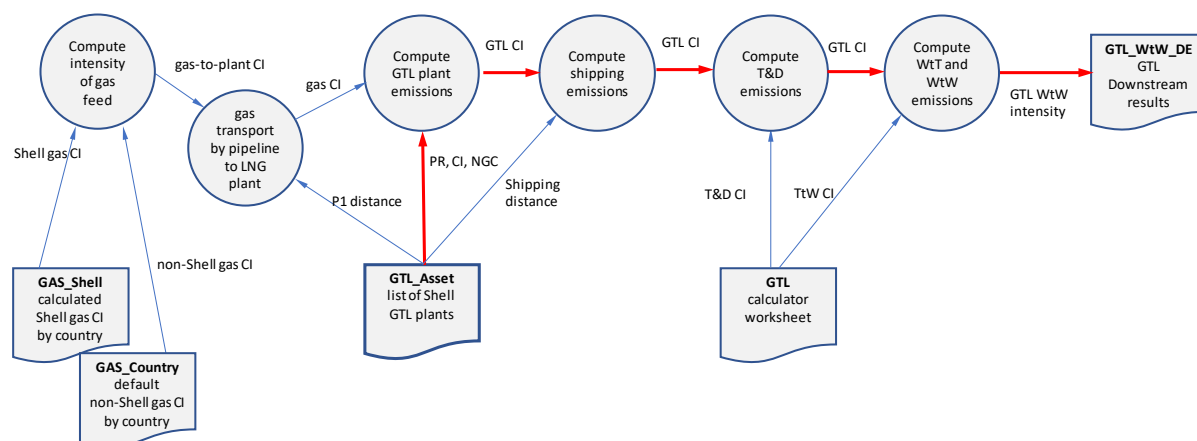 Compute
intensity
of gas
feed
gas-to-plant CI
gas
transport
by pipeline
to LNG
plant
gas CI
Compute
GTL plant
emissions
GTL CI
Compute
shipping
emissions
GTL CI
Compute
T&D
emissions
GTL CI
Compute
WtT and
WtW
emissions
GTL WtW
intensity
GTL_WtW_DE
GTL
Downstream
results
Shell gas CI
non-Shell gas CI
P1 distance
PR, CI, NGC
Shipping
distance
T&D CI
TtW CI
GAS_Shell
calculated
Shell gas CI
by country
GAS_Country
default
non-Shell gas CI
by country
GTL_Asset
list of Shell
GTL plants
GTL
calculator
worksheet